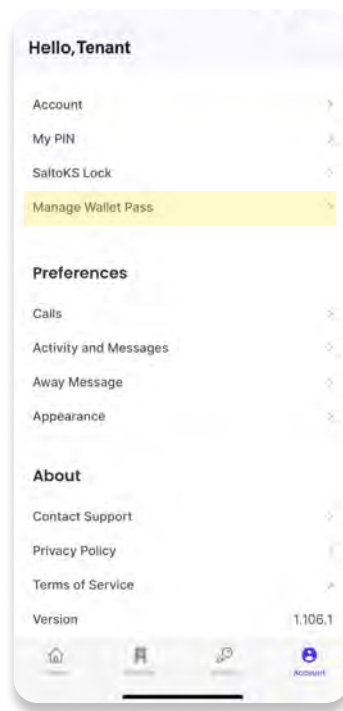 Hello, Tenant
Account
My PIN
SaltoKS Lock
Manage Wallet Pass
Preferences
Calls
Activity and Messages
Away Message
Appearance
About
Contact Support
Privacy Policy
Terms of Service
Version 1.106.1
Account